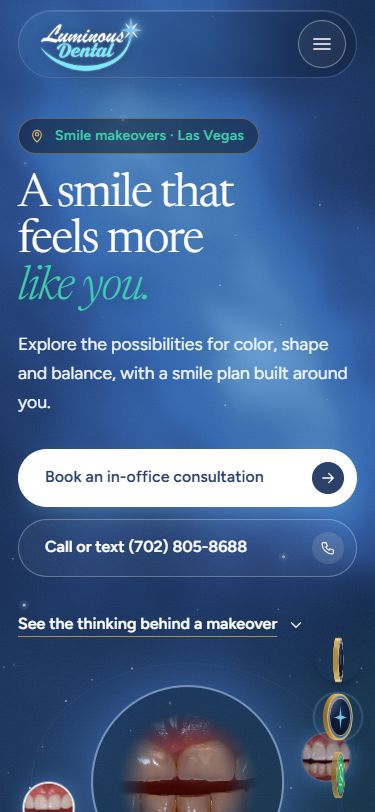 Luminous
Dental
Smile makeovers · Las Vegas
A smile that
feels more
like you.
Explore the possibilities for color, shape
and balance, with a smile plan built around
you.
Book an in-office consultation
Call or text (702) 805-8688
See the thinking behind a makeover